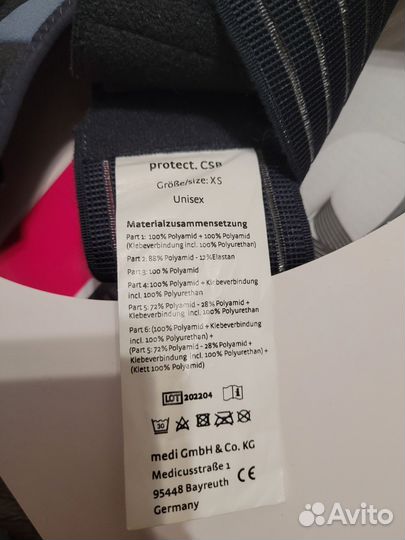 protect. CSB
Größe/size: XS
Unisex
Materialzusammensetzung
Part 1: 100% Polyamid + 100% Polyamid
(Klebeverbindung incl. 100% Polyurethan)
Part 2: 88% Polyamid - 12% Elastan
Part 3: 100% Polyamid
Part 4: 100% Polyamid + Klebeverbindung
incl. 100% Polyurethan
Part 5: 72% Polyamid - 28% Polyamid +
Klebeverbindung incl. 100% Polyurethan
Part 6: (100% Polyamid + Klebeverbindung
incl. 100% Polyurethan) +
(Part 5: 72% Polyamid - 28% Polyamid +
Klebeverbindung incl. 100% Polyurethan) +
(Klett 100% Polyamid)
LOT 202204
30
medi GmbH & Co. KG
Medicusstraße 1
95448 Bayreuth CE
Germany
Avito